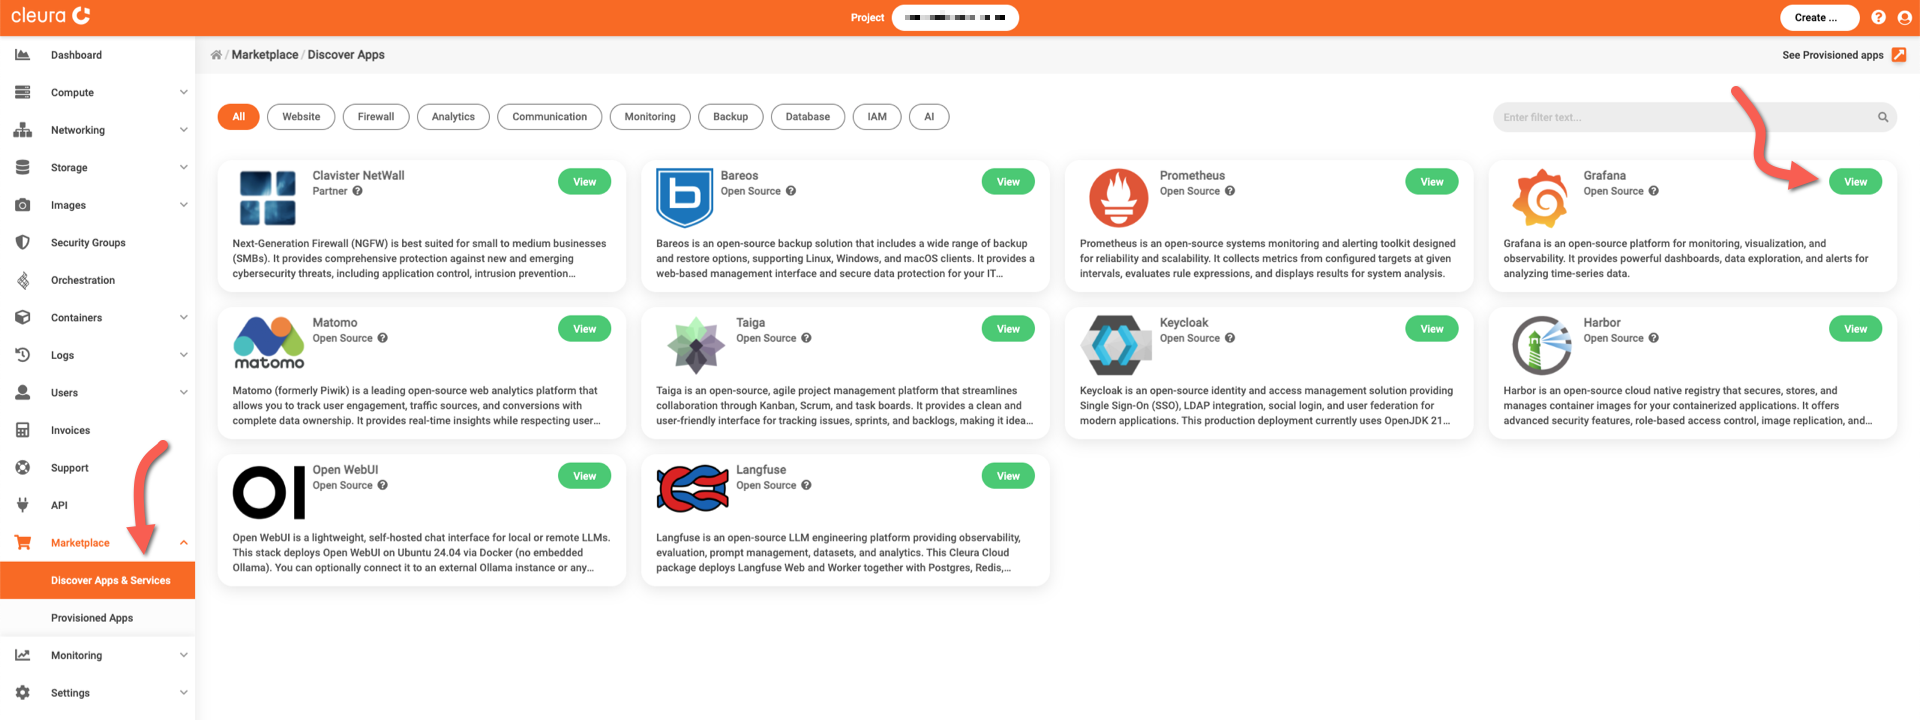 cleura
Project
Create ...
Dashboard
Compute
Networking
Storage
Images
Security Groups
Orchestration
Containers
Logs
Users
Invoices
Support
API
Marketplace
Discover Apps & Services
Provisioned Apps
Monitoring
Settings
/ Marketplace / Discover Apps
See Provisioned apps
All
Website
Firewall
Analytics
Communication
Monitoring
Backup
Database
IAM
AI
Enter filter text...
Clavister NetWall
Partner
View
Next-Generation Firewall (NGFW) is best suited for small to medium businesses
(SMBs). It provides comprehensive protection against new and emerging
cybersecurity threats, including application control, intrusion prevention...
b
Bareos
Open Source
View
Bareos is an open-source backup solution that includes a wide range of backup
and restore options, supporting Linux, Windows, and macOS clients. It provides a
web-based management interface and secure data protection for your IT...
Prometheus
Open Source
View
Prometheus is an open-source systems monitoring and alerting toolkit designed
for reliability and scalability. It collects metrics from configured targets at given
intervals, evaluates rule expressions, and displays results for system analysis.
Grafana
Open Source
View
Grafana is an open-source platform for monitoring, visualization, and
observability. It provides powerful dashboards, data exploration, and alerts for
analyzing time-series data.
matomo
Matomo
Open Source
View
Matomo (formerly Piwik) is a leading open-source web analytics platform that
allows you to track user engagement, traffic sources, and conversions with
complete data ownership. It provides real-time insights while respecting user...
Taiga
Open Source
View
Taiga is an open-source, agile project management platform that streamlines
collaboration through Kanban, Scrum, and task boards. It provides a clean and
user-friendly interface for tracking issues, sprints, and backlogs, making it idea...
Keycloak
Open Source
View
Keycloak is an open-source identity and access management solution providing
Single Sign-On (SSO), LDAP integration, social login, and user federation for
modern applications. This production deployment currently uses OpenJDK 21...
Harbor
Open Source
View
Harbor is an open-source cloud native registry that secures, stores, and
manages container images for your containerized applications. It offers
advanced security features, role-based access control, image replication, and...
OI
Open WebUI
Open Source
View
Open WebUI is a lightweight, self-hosted chat interface for local or remote LLMs.
This stack deploys Open WebUI on Ubuntu 24.04 via Docker (no embedded
Ollama). You can optionally connect it to an external Ollama instance or any...
Langfuse
Open Source
View
Langfuse is an open-source LLM engineering platform providing observability,
evaluation, prompt management, datasets, and analytics. This Cleura Cloud
package deploys Langfuse Web and Worker together with Postgres, Redis,...